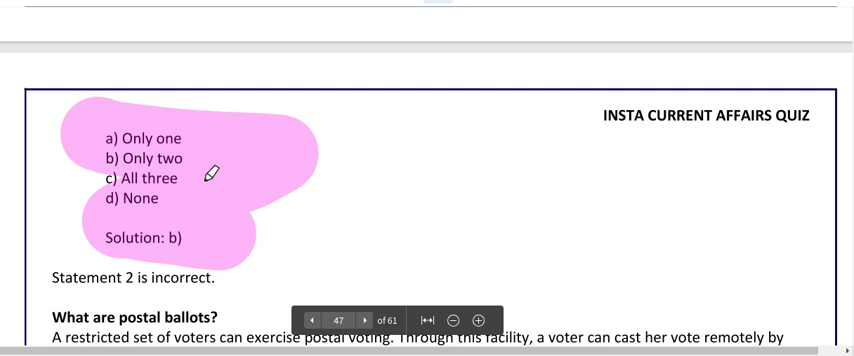 INSTA CURRENT AFFAIRS QUIZ
a) Only one
b) Only two
c) All three
d) None
Solution: b)
Statement 2 is incorrect.
What are postal ballots?
47 of 61
A restricted set of voters can exercise postal voting. Through this facility, a voter can cast her vote remotely by